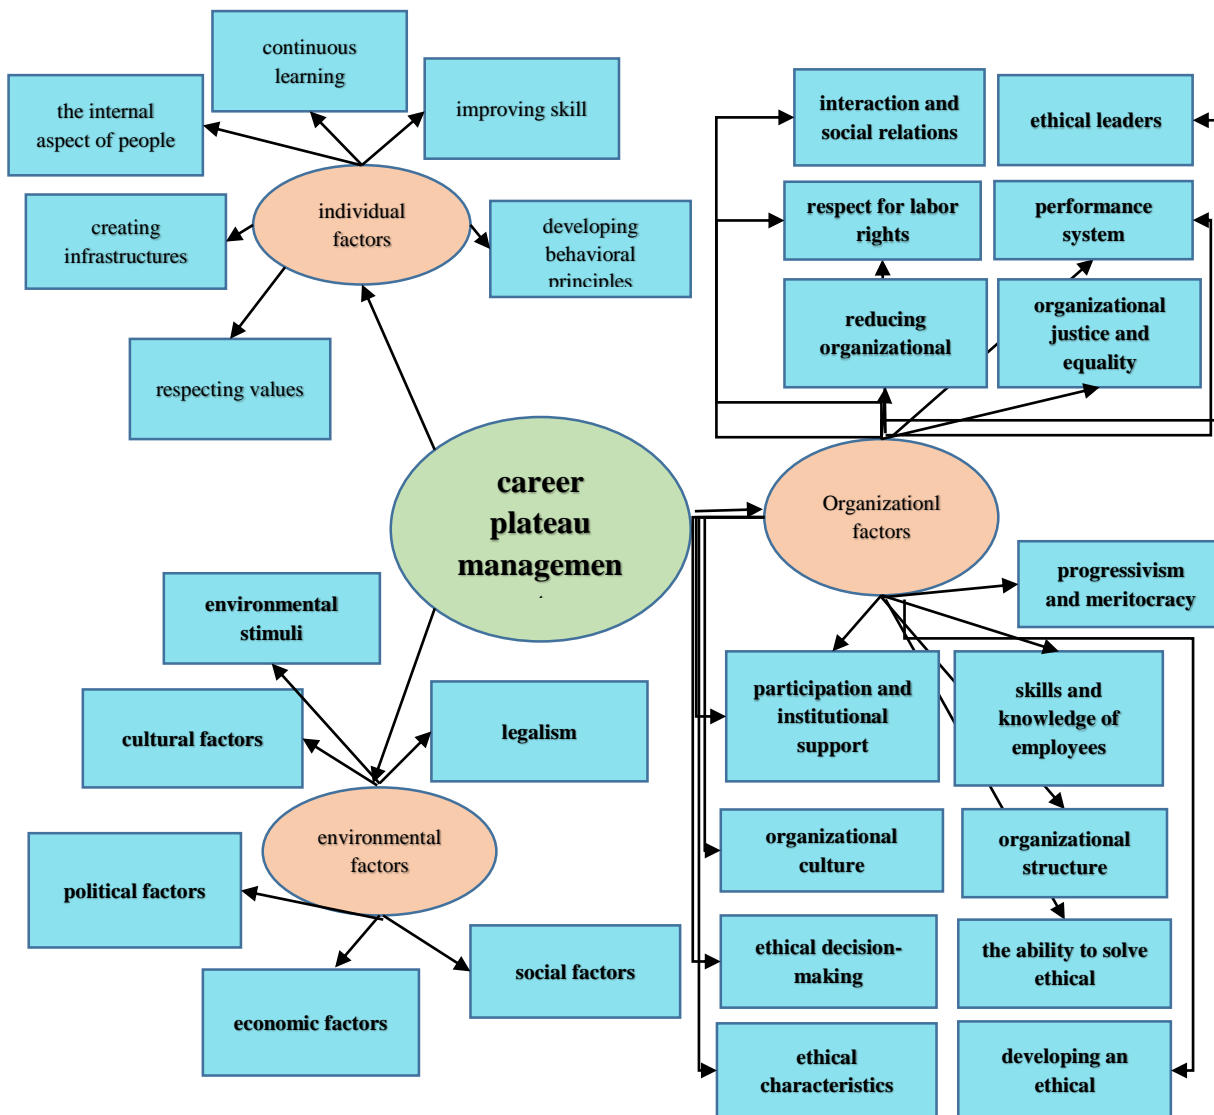 continuous
learning
the internal
aspect of people
improving skill
individual
factors
creating
infrastructures
developing
behavioral
principles
respecting values
interaction and
social relations
ethical leaders
respect for labor
rights
performance
system
reducing
organizational
organizational
justice and
equality
career
plateau
managemen
Organizationl
factors
progressivism
and meritocracy
environmental
stimuli
cultural factors
legalism
environmental
factors
political factors
economic factors
social factors
participation and
institutional
support
skills and
knowledge of
employees
organizational
culture
organizational
structure
ethical decision-
making
the ability to solve
ethical
ethical
characteristics
developing an
ethical